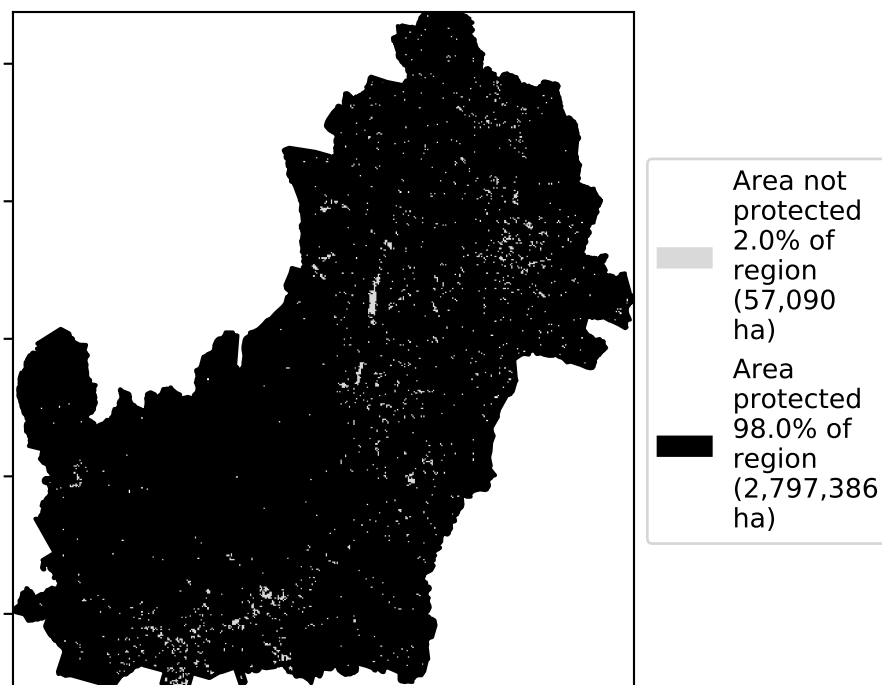 Area not
protected
2.0% of
region
(57,090
ha)
Area
protected
98.0% of
region
(2,797,386
ha)